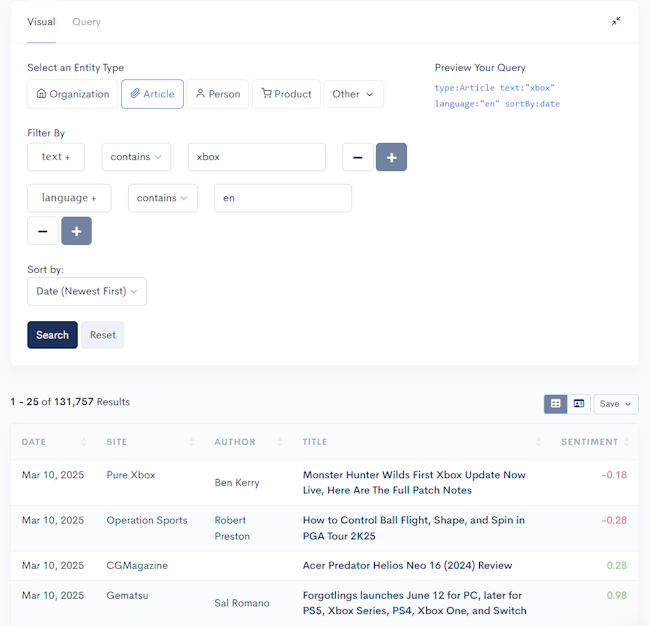 Visual Query
Select an Entity Type
Preview Your Query
Organization Article Person Product Other
type:Article text:"xbox"
language:"en" sortBy:date
Filter By
text + contains xbox − +
language + contains en
− +
Sort by:
Date (Newest First)
Search Reset
1 - 25 of 131,757 Results
Save
DATE SITE AUTHOR TITLE SENTIMENT
Mar 10, 2025 Pure Xbox Ben Kerry Monster Hunter Wilds First Xbox Update Now -0.18
Live, Here Are The Full Patch Notes
Mar 10, 2025 Operation Sports Robert How to Control Ball Flight, Shape, and Spin in -0.28
Preston PGA Tour 2K25
Mar 10, 2025 CGMagazine Acer Predator Helios Neo 16 (2024) Review 0.28
Mar 10, 2025 Gematsu Sal Romano Forgotlings launches June 12 for PC, later for 0.98
PS5, Xbox Series, PS4, Xbox One, and Switch